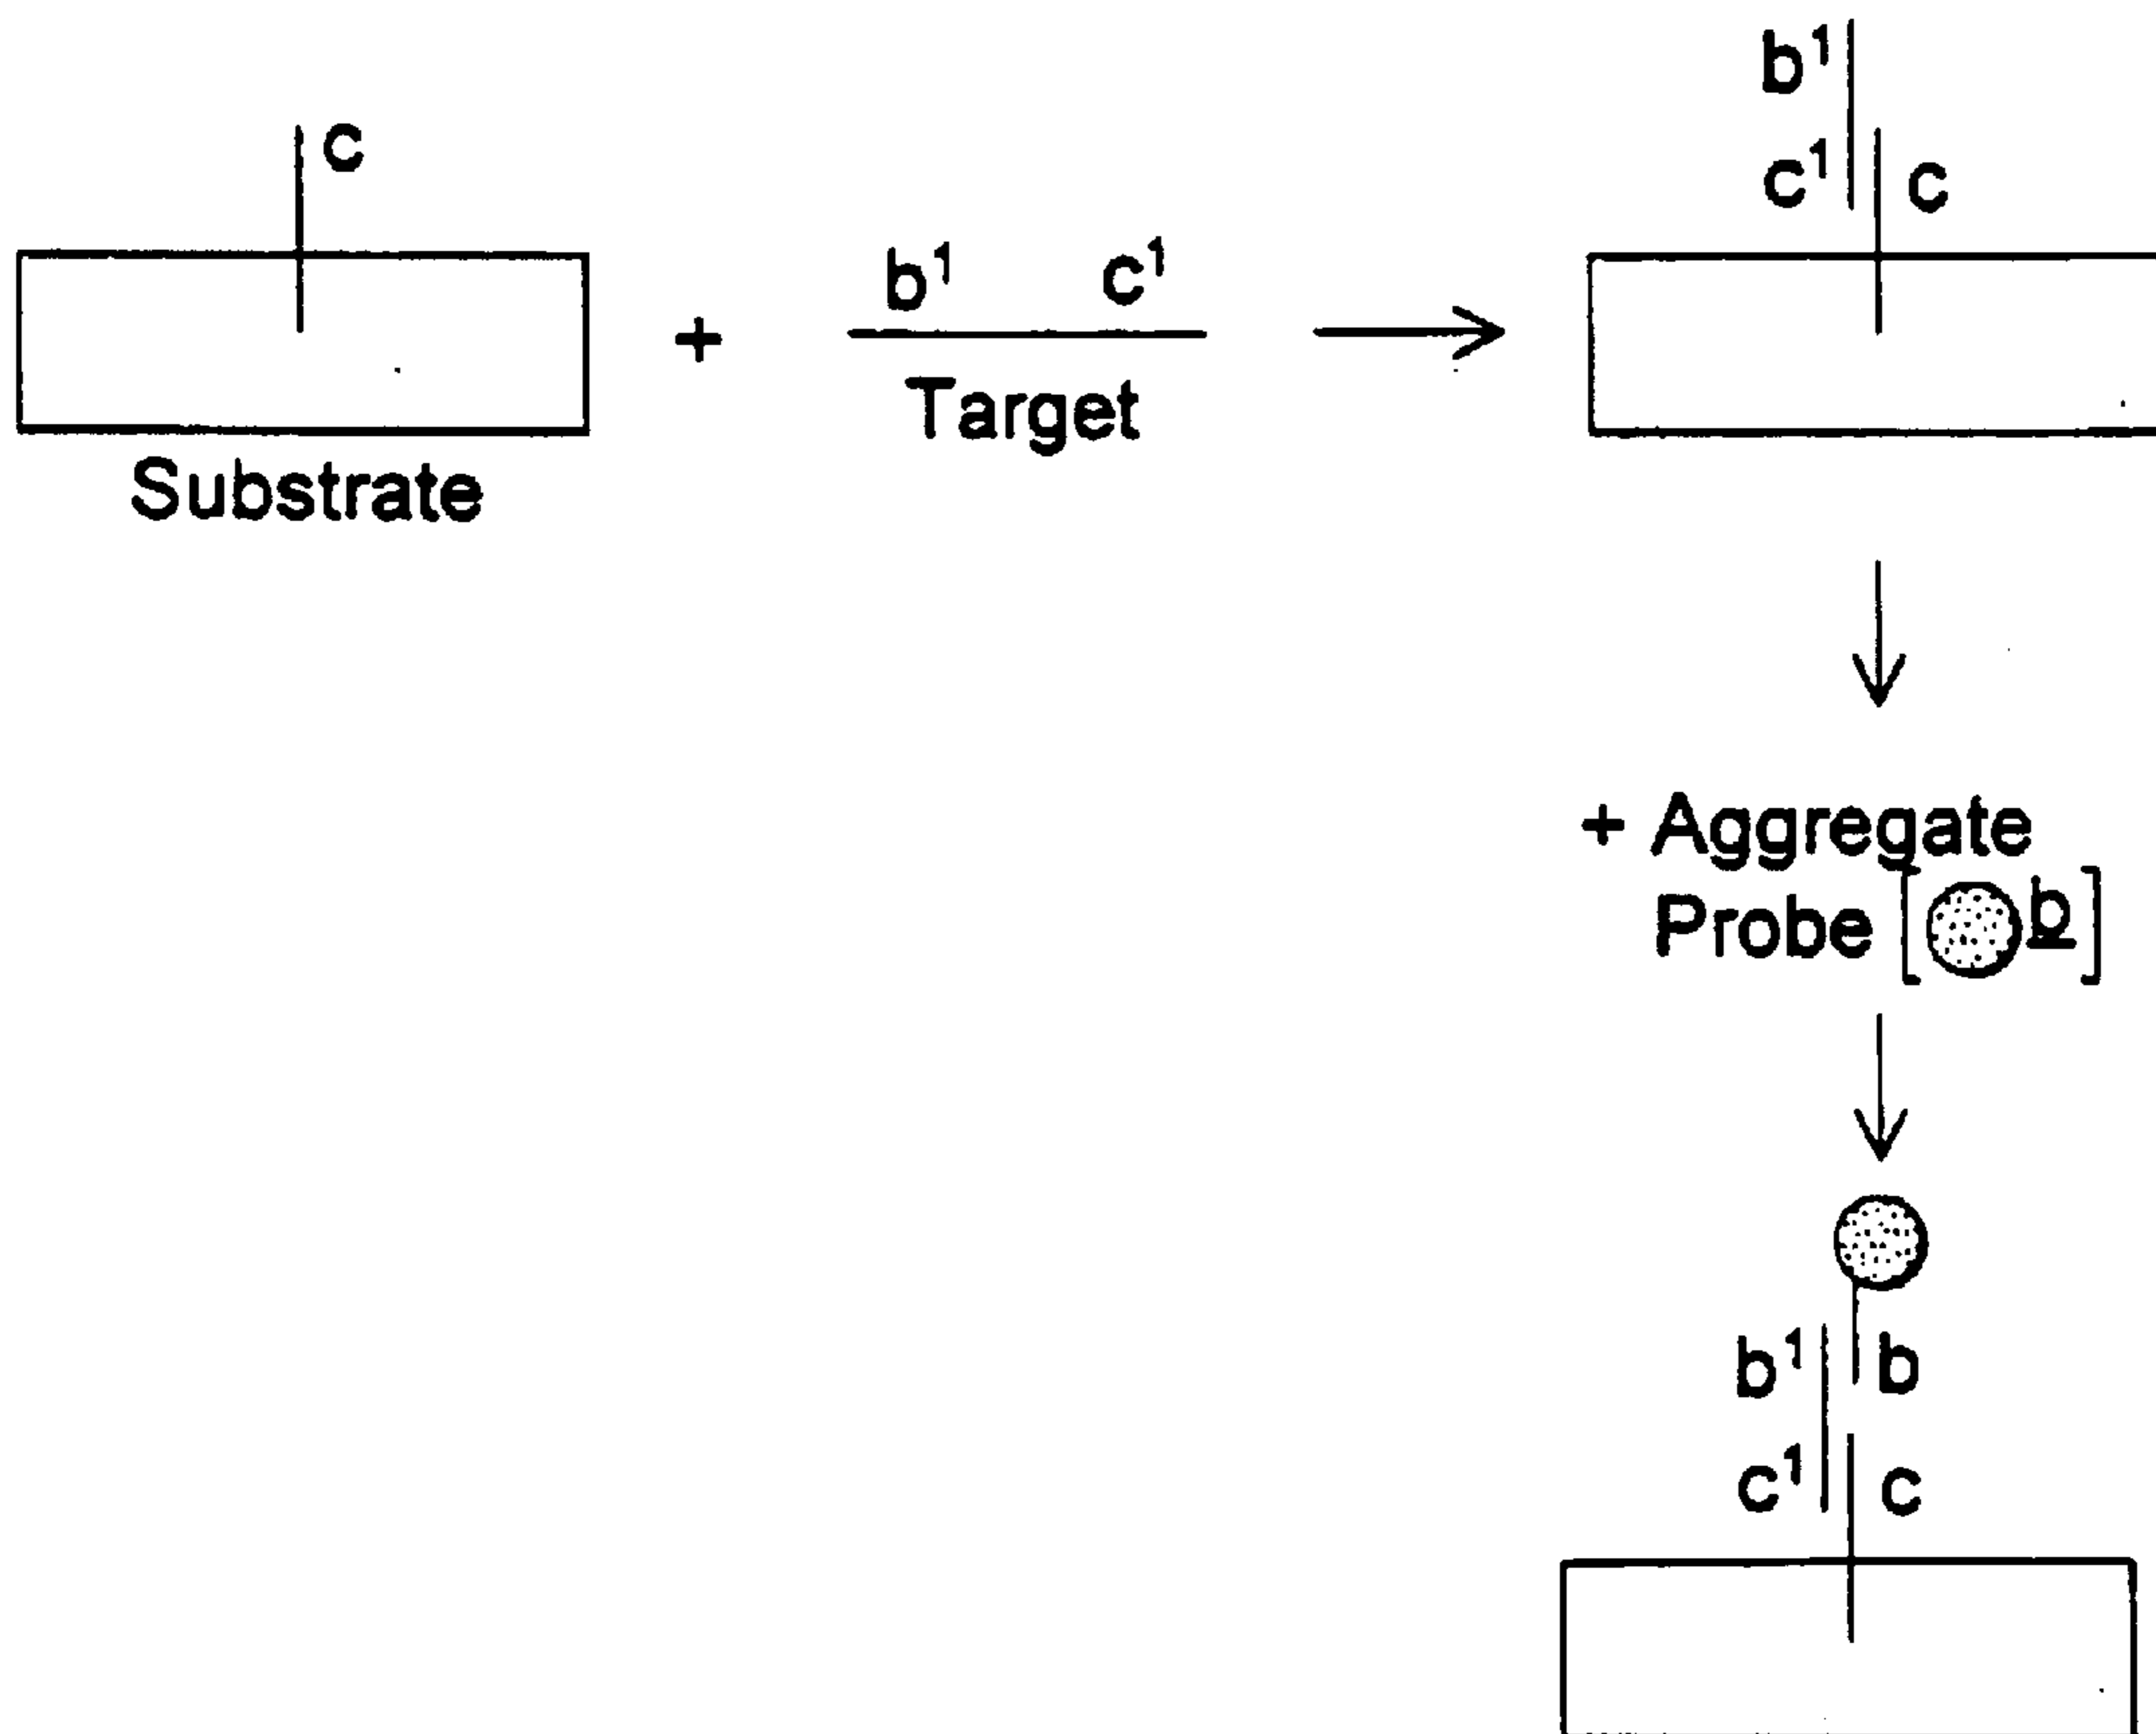 c
Substrate
+
b¹ c¹
Target
b¹
c¹ c
+ Aggregate
Probe [b]
b¹ b
c¹ c